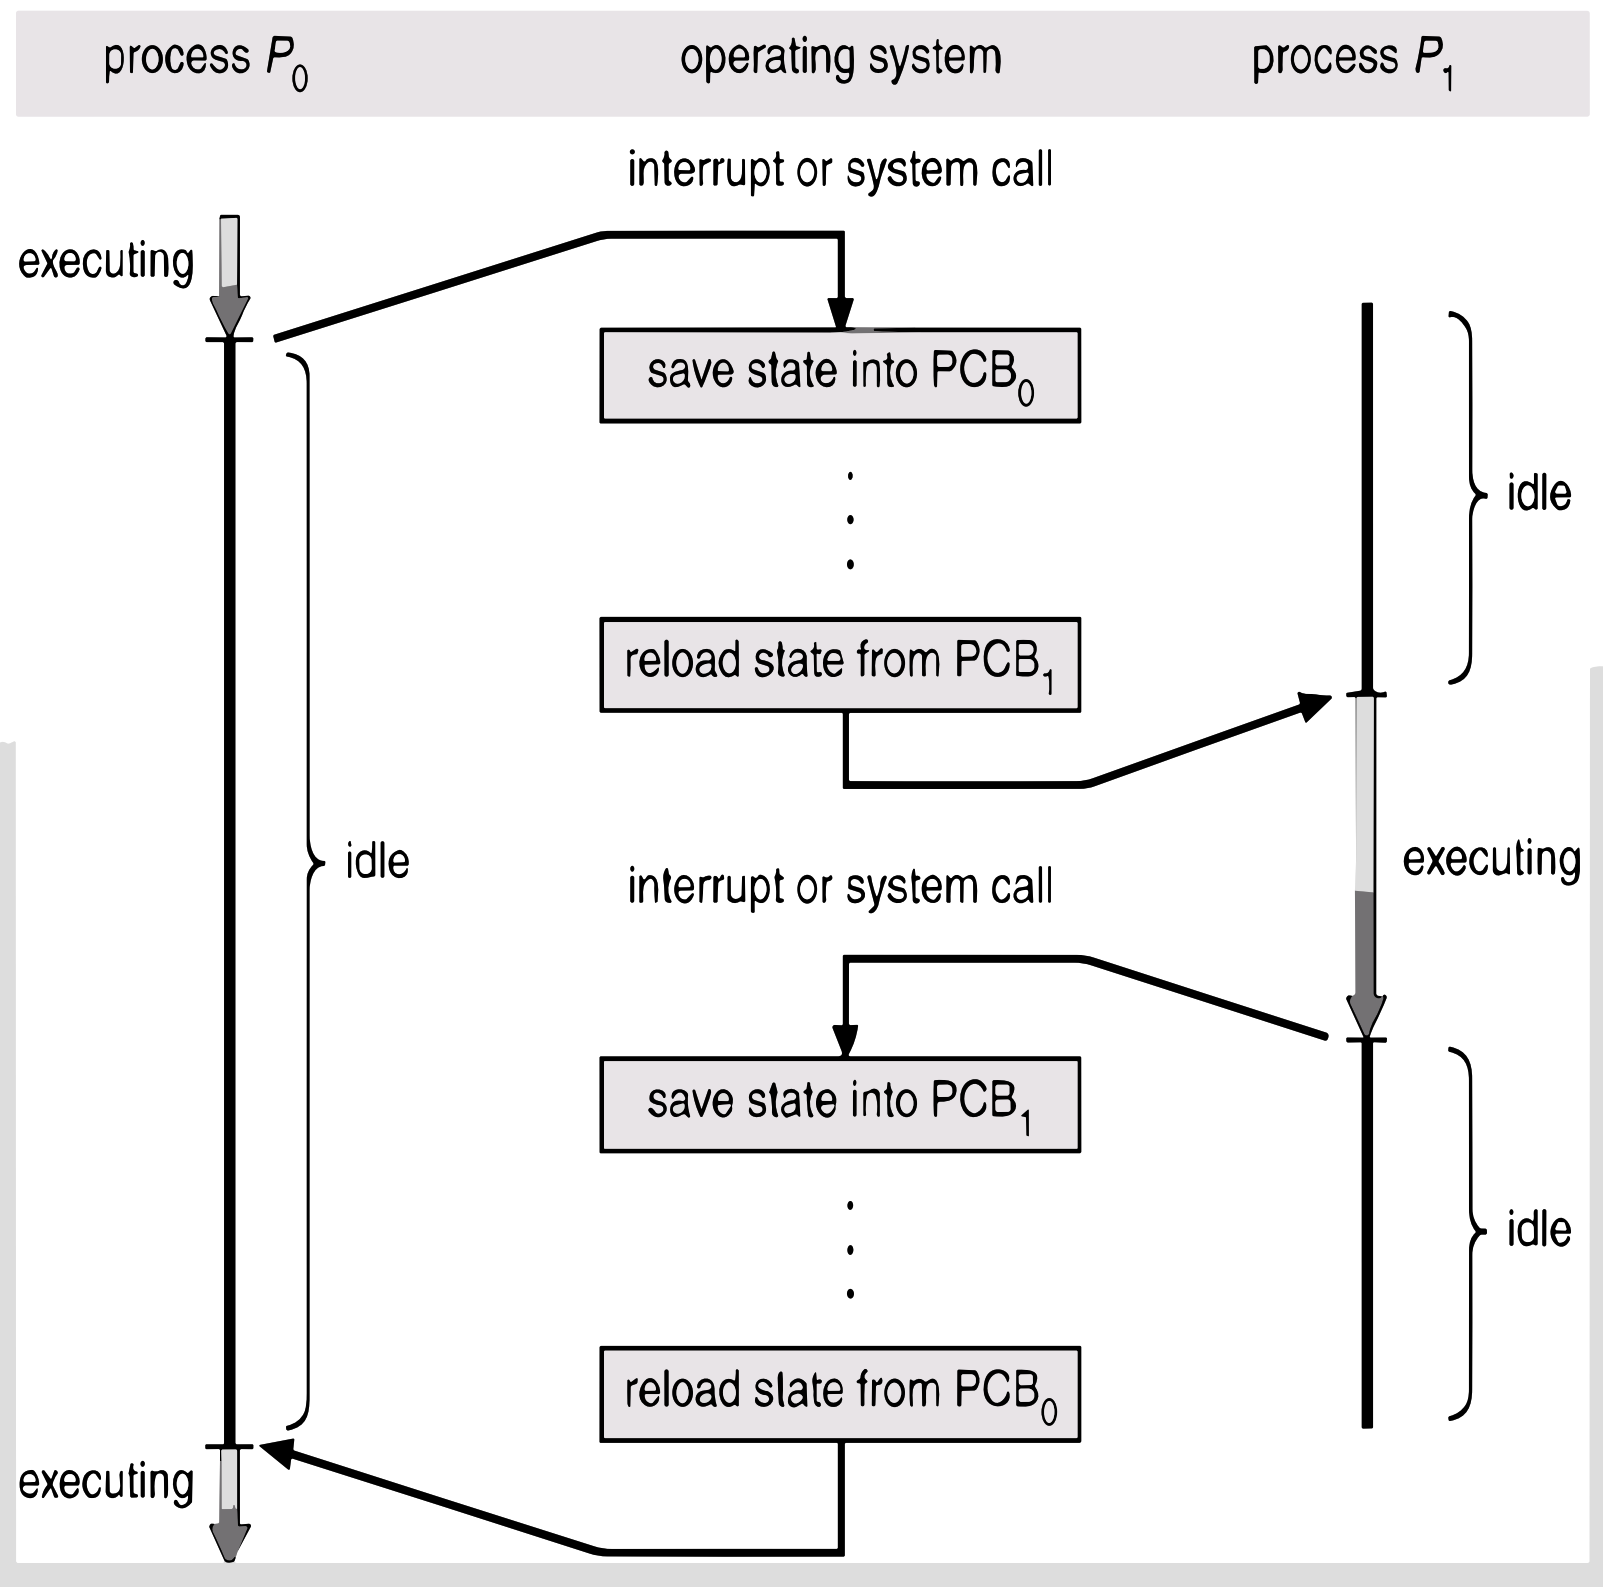 process P0 operating system process P1
interrupt or system call
executing
save state into PCB0
idle
reload state from PCB1
idle
executing
interrupt or system call
save state into PCB1
idle
reload state from PCB0
executing